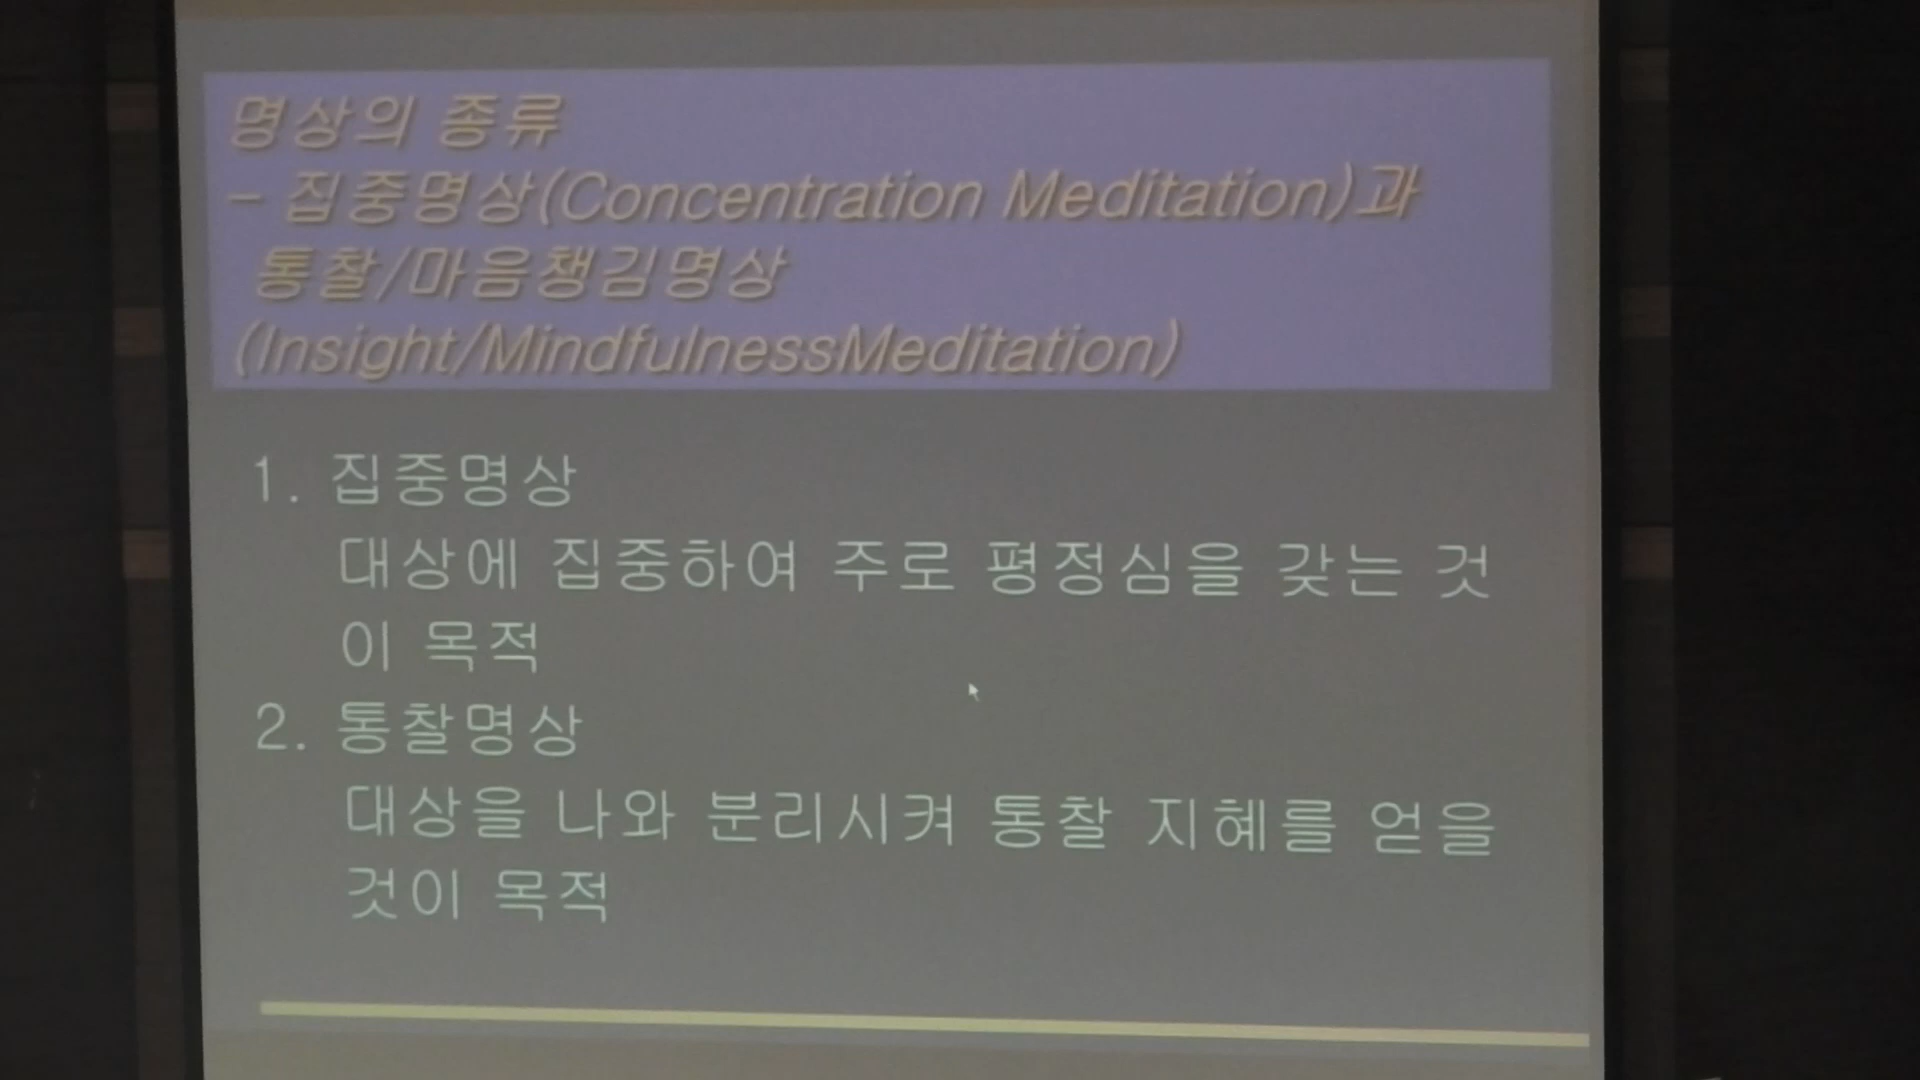 명상의 종류
- 집중명상(Concentration Meditation)과
통찰/마음챙김명상
(Insight/MindfulnessMeditation)
1. 집중명상
대상에 집중하여 주로 평정심을 갖는 것
이 목적
2. 통찰명상
대상을 나와 분리시켜 통찰 지혜를 얻을
것이 목적